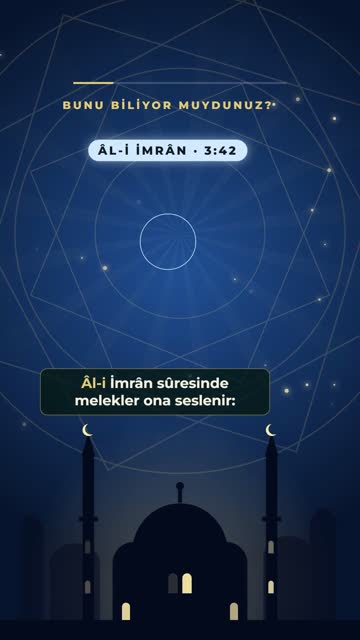 BUNU BİLİYOR MUYDUNUZ?
ÂL-İ İMRÂN · 3:42
Âl-i İmrân sûresinde
melekler ona seslenir: